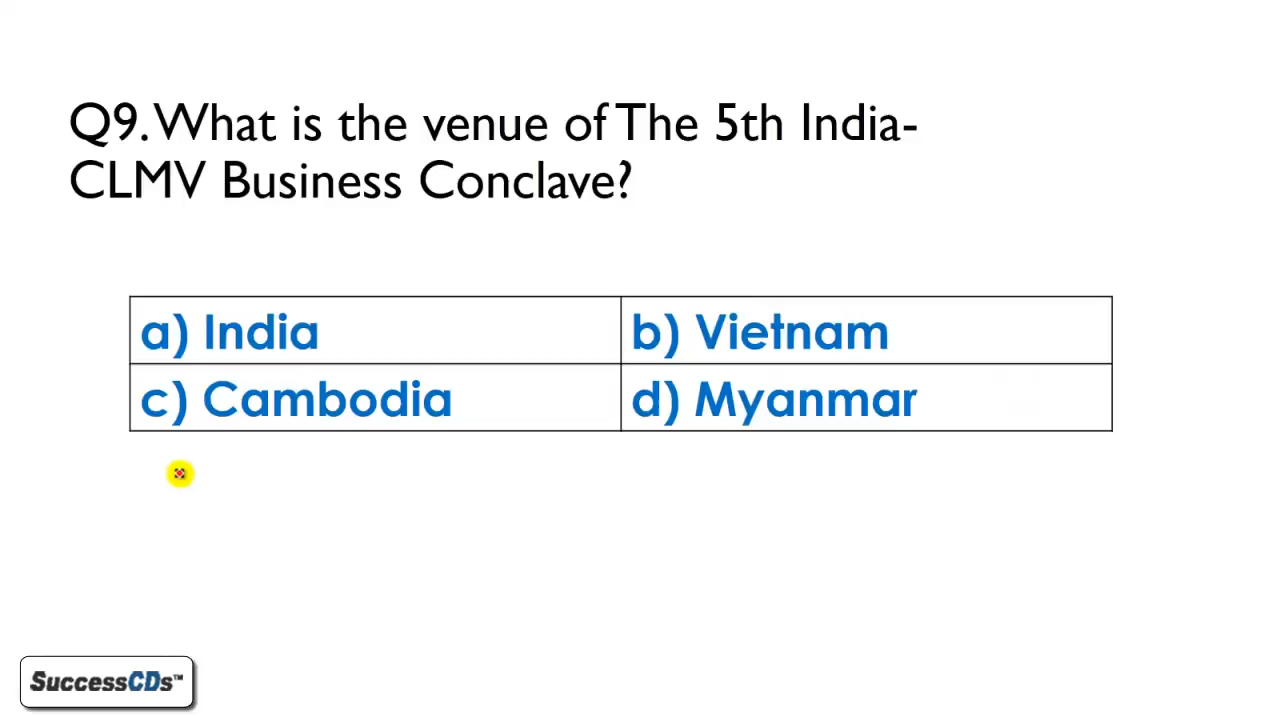 Q9. What is the venue of The 5th India-
CLMV Business Conclave?
a) India
b) Vietnam
c) Cambodia
d) Myanmar
SuccessCDs™